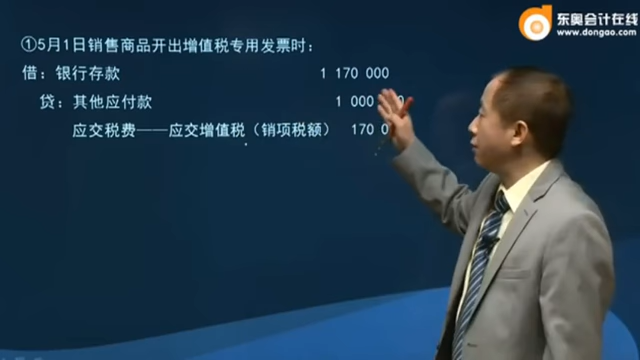 东奥会计在线
www.dongao.com
①5月1日销售商品开出增值税专用发票时：
借：银行存款 1 170 000
贷：其他应付款 1 000
应交税费——应交增值税（销项税额） 170